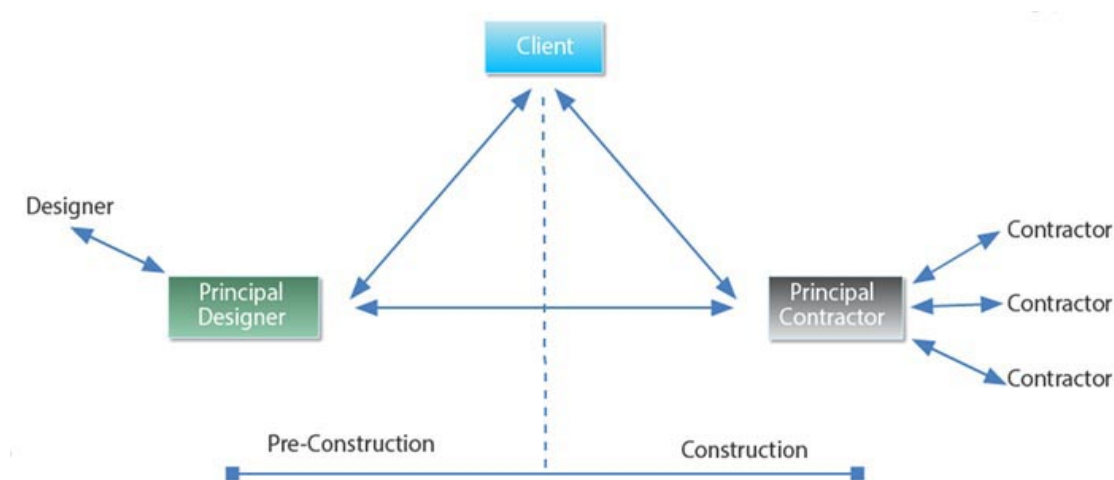 Client
Designer
Principal
Designer
Principal
Contractor
Contractor
Contractor
Contractor
Pre-Construction
Construction